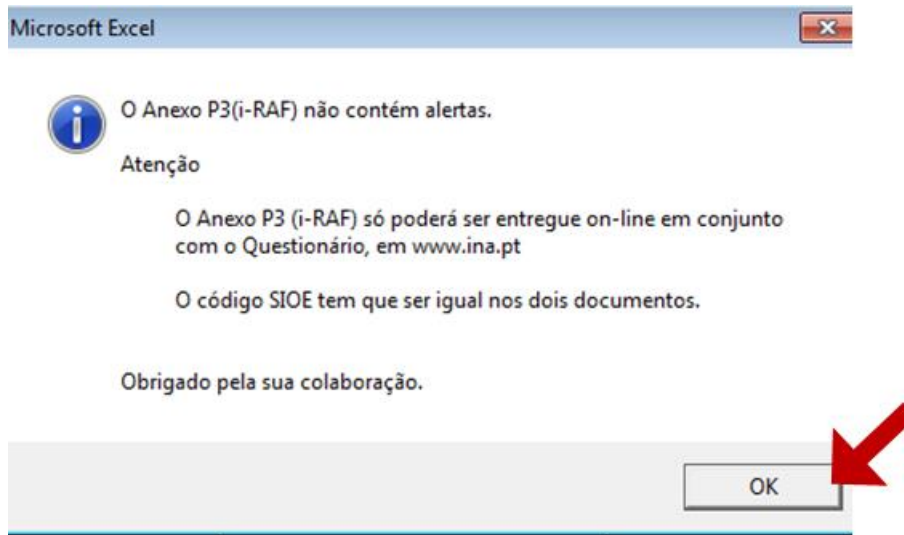 Microsoft Excel
O Anexo P3(i-RAF) não contém alertas.
Atenção
O Anexo P3 (i-RAF) só poderá ser entregue on-line em conjunto
com o Questionário, em www.ina.pt
O código SIOE tem que ser igual nos dois documentos.
Obrigado pela sua colaboração.
OK